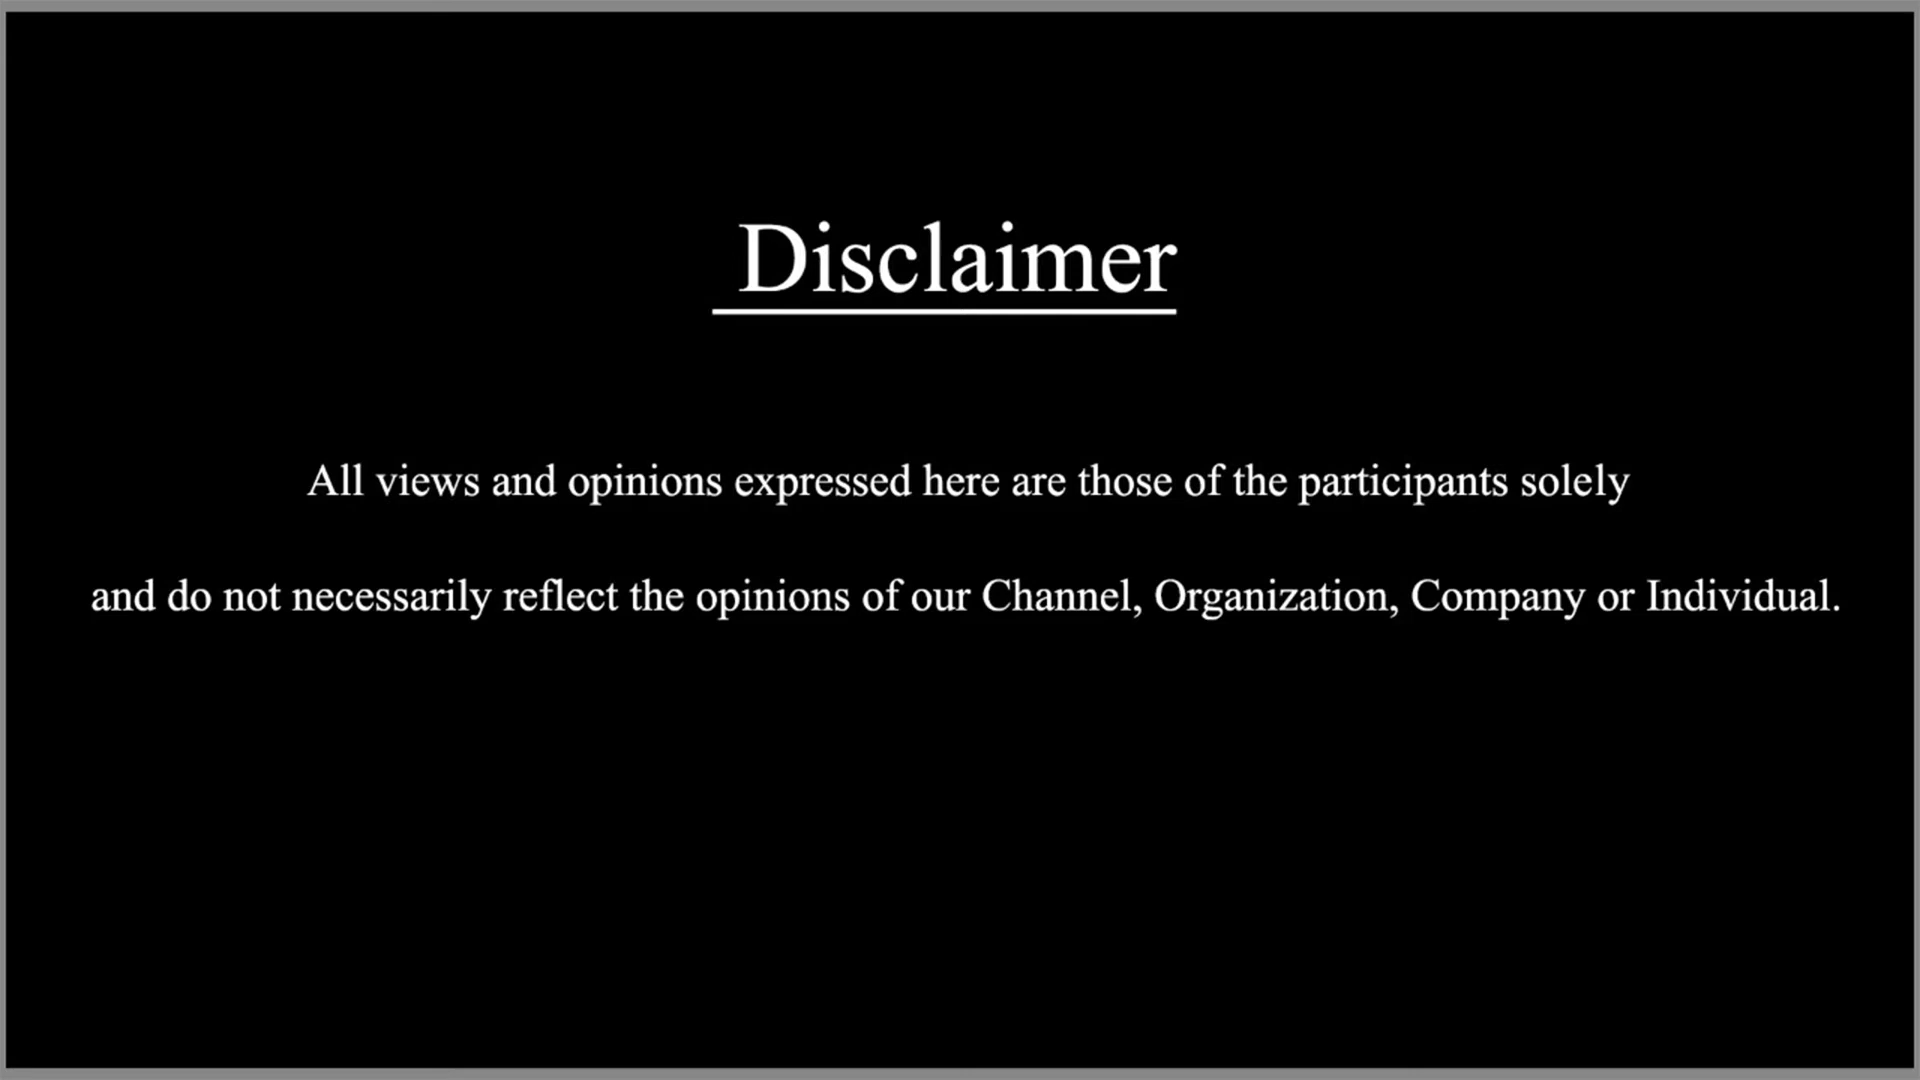 Disclaimer
All views and opinions expressed here are those of the participants solely
and do not necessarily reflect the opinions of our Channel, Organization, Company or Individual.